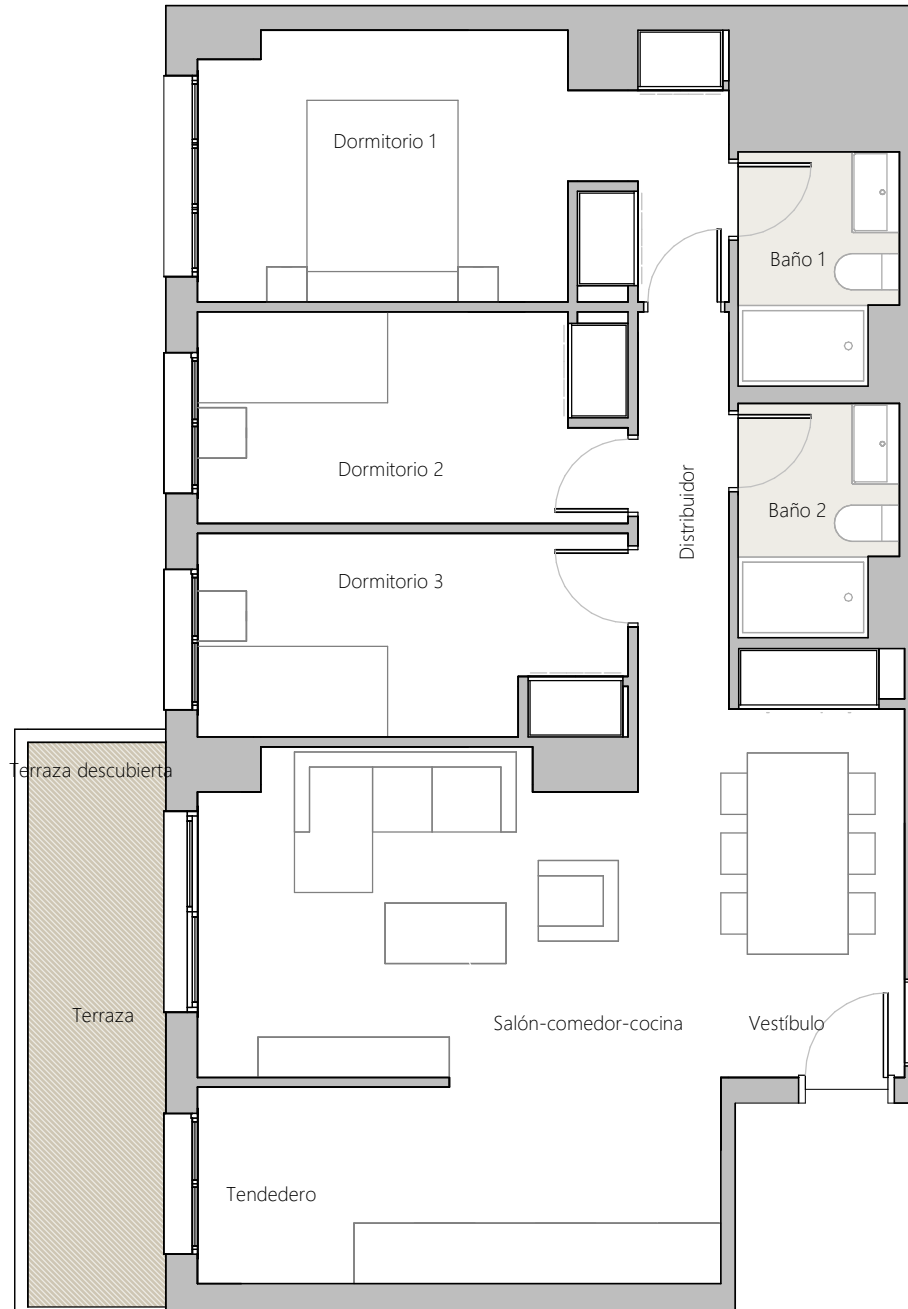 Dormitorio 1
Baño 1
Dormitorio 2
Distribuidor
Baño 2
Dormitorio 3
Terraza descubierta
Terraza
Salón-comedor-cocina
Vestíbulo
Tendedero